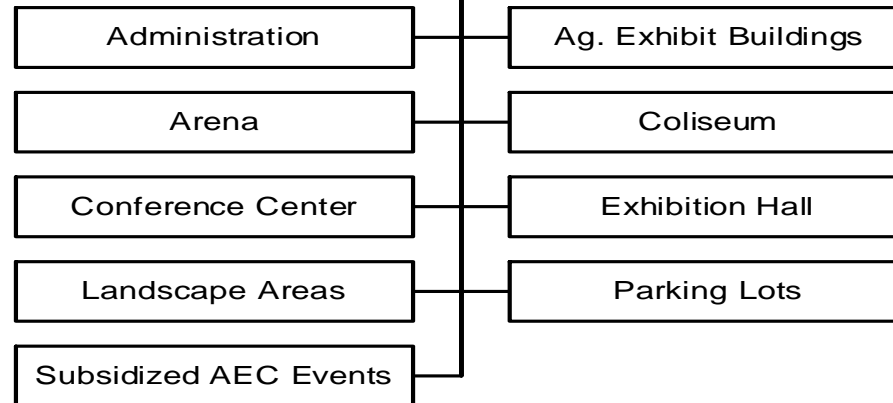 Administration
Ag. Exhibit Buildings
Arena
Coliseum
Conference Center
Exhibition Hall
Landscape Areas
Parking Lots
Subsidized AEC Events